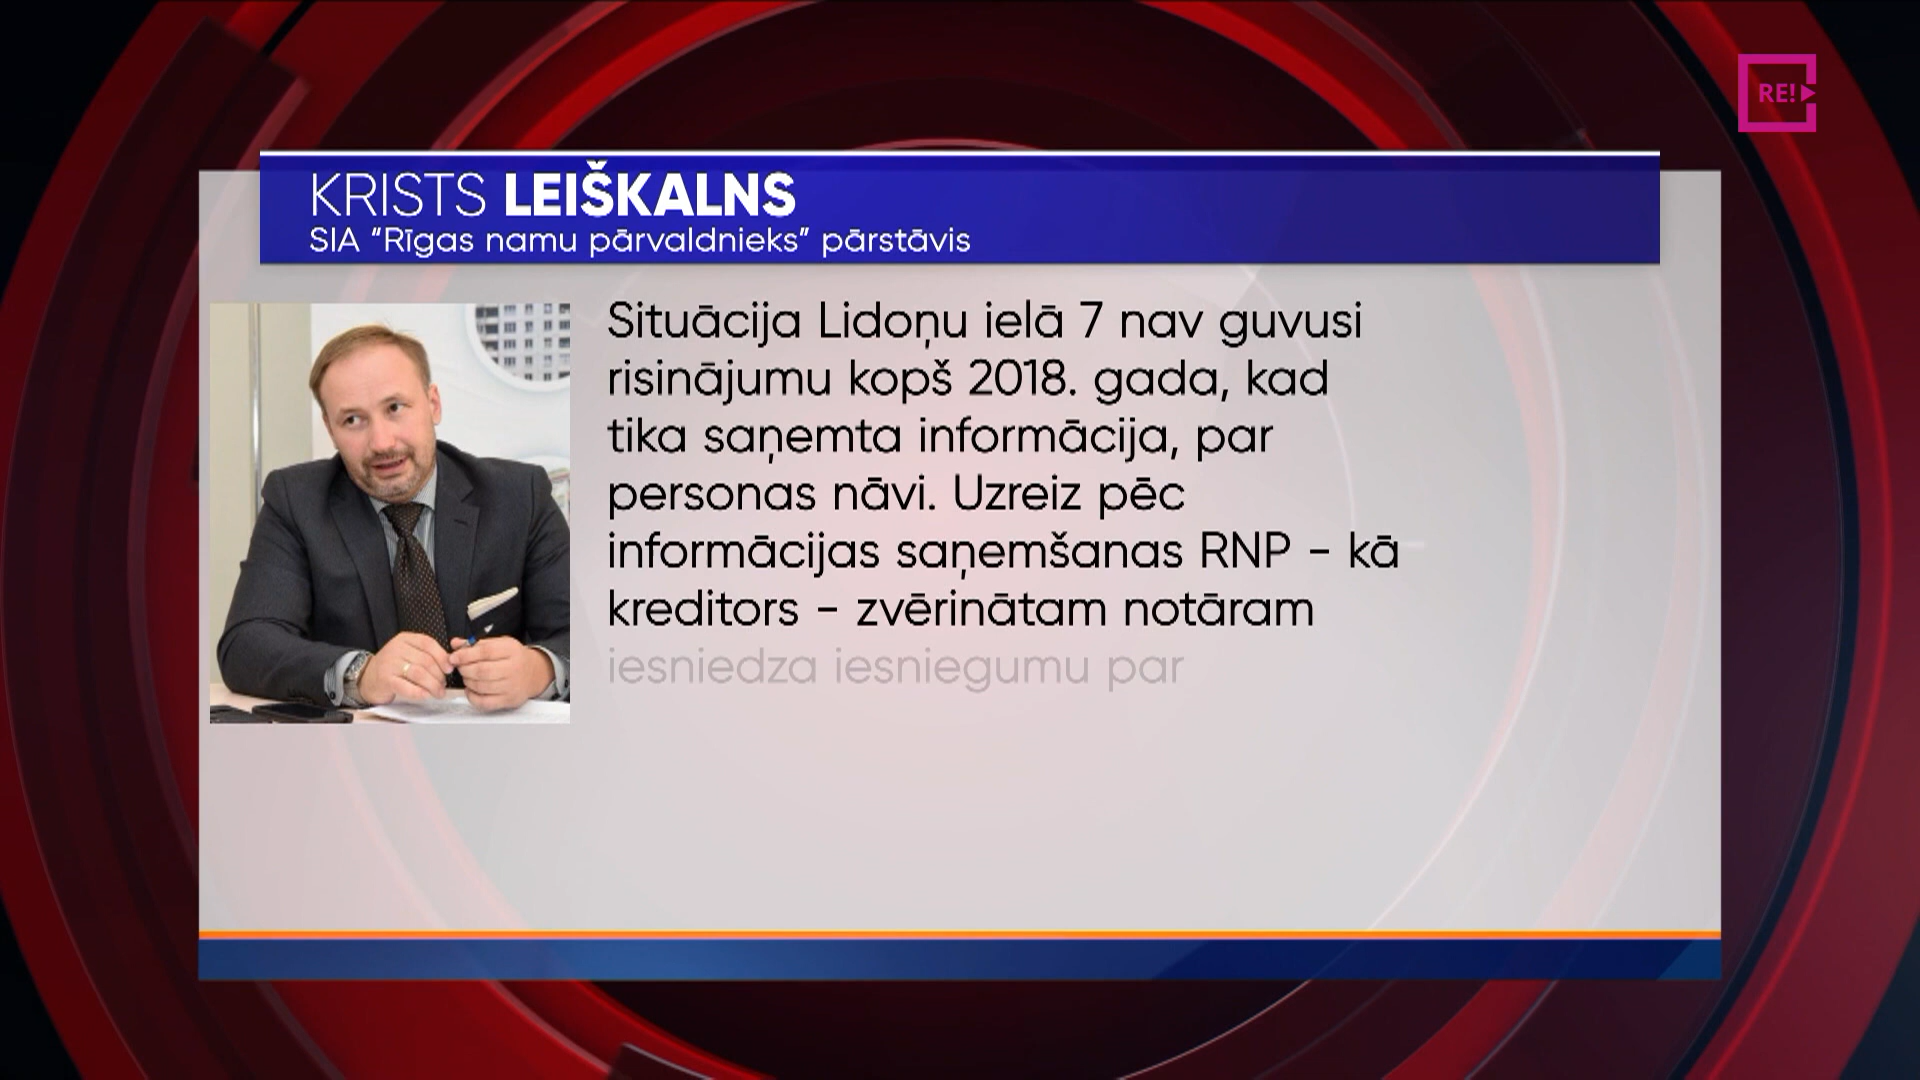 RE!
KRISTS LEIŠKALNS
SIA “Rīgas namu pārvaldnieks” pārstāvis
Situācija Lidoņu ielā 7 nav guvusi
risinājumu kopš 2018. gada, kad
tika saņemta informācija, par
personas nāvi. Uzreiz pēc
informācijas saņemšanas RNP – kā
kreditors – zvērinātam notāram
iesniedza iesniegumu par